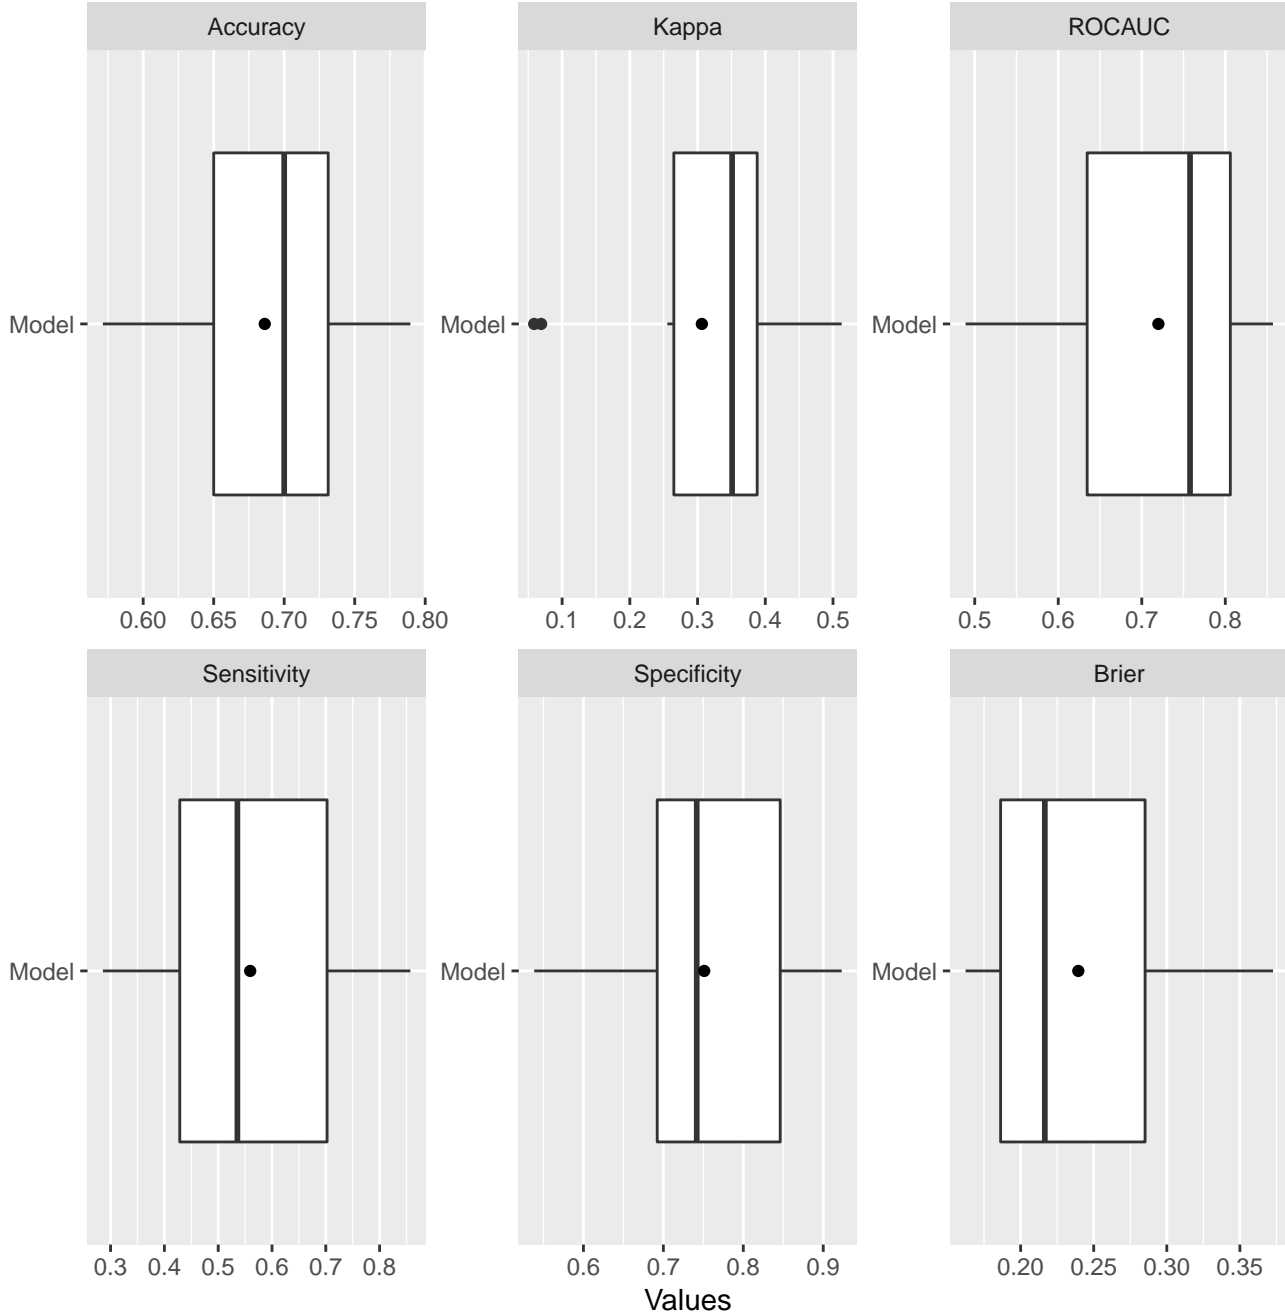 Accuracy Kappa ROCAUC
Model Model Model
0.60 0.65 0.70 0.75 0.80 0.1 0.2 0.3 0.4 0.5 0.5 0.6 0.7 0.8
Sensitivity Specificity Brier
Model Model Model
0.3 0.4 0.5 0.6 0.7 0.8 0.6 0.7 0.8 0.9 0.20 0.25 0.30 0.35
Values